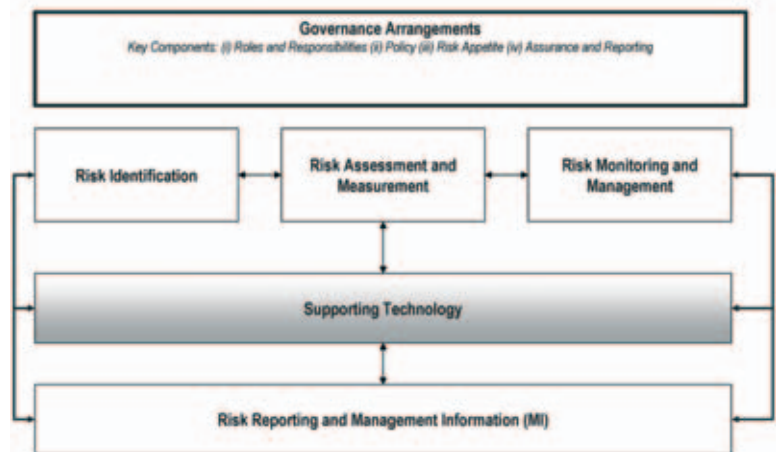 Governance Arrangements
Key Components: (i) Roles and Responsibilities (ii) Policy (iii) Risk Appetite (iv) Assurance and Reporting
Risk Identification
Risk Assessment and
Measurement
Risk Monitoring and
Management
Supporting Technology
Risk Reporting and Management Information (MI)